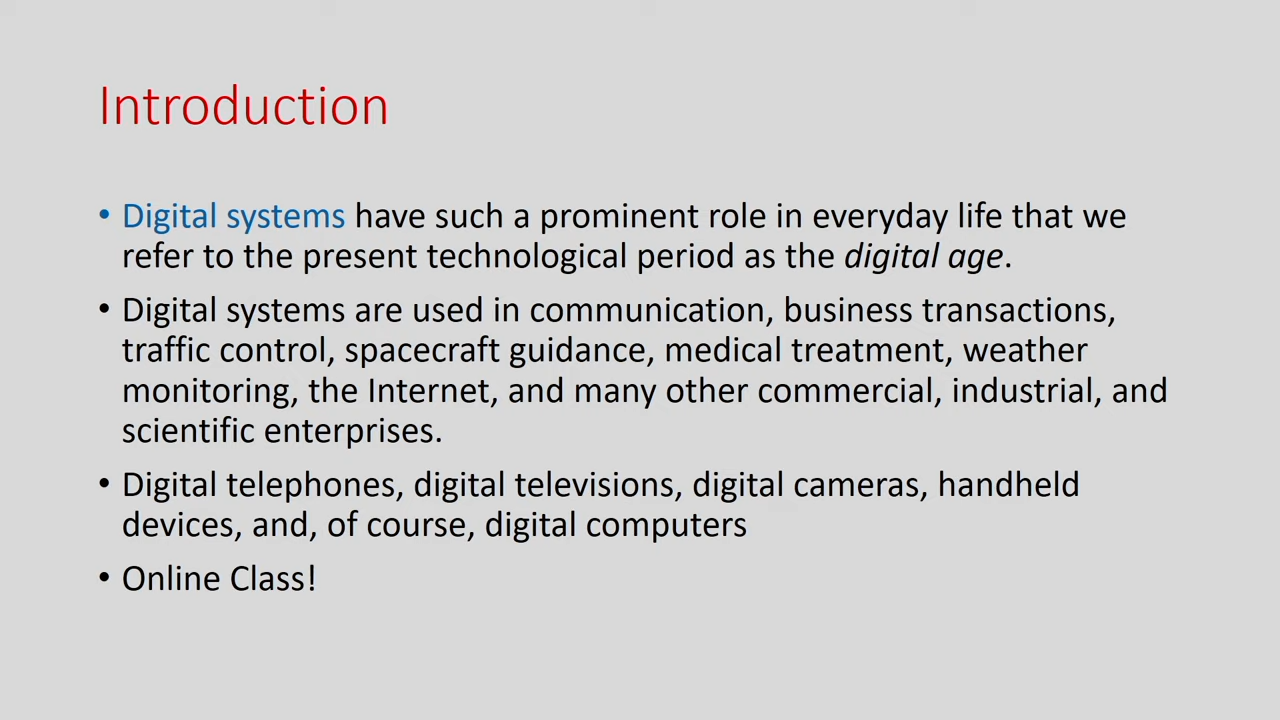 Introduction
• Digital systems have such a prominent role in everyday life that we
refer to the present technological period as the digital age.
• Digital systems are used in communication, business transactions,
traffic control, spacecraft guidance, medical treatment, weather
monitoring, the Internet, and many other commercial, industrial, and
scientific enterprises.
• Digital telephones, digital televisions, digital cameras, handheld
devices, and, of course, digital computers
• Online Class!